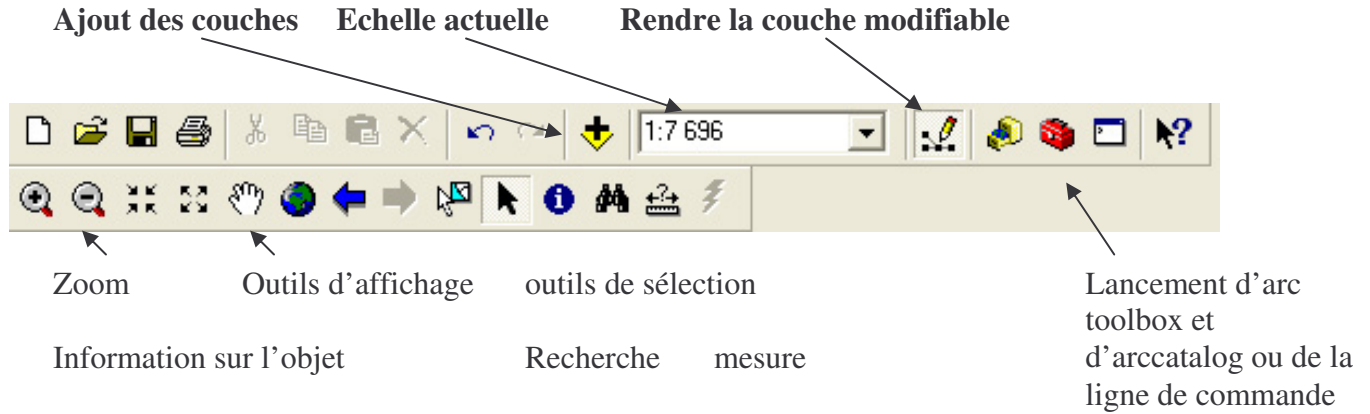 Ajout des couches Echelle actuelle Rendre la couche modifiable
1:7 696
Zoom Outils d’affichage outils de sélection
Information sur l’objet Recherche mesure
Lancement d’arc
toolbox et
d’arccatalog ou de la
ligne de commande